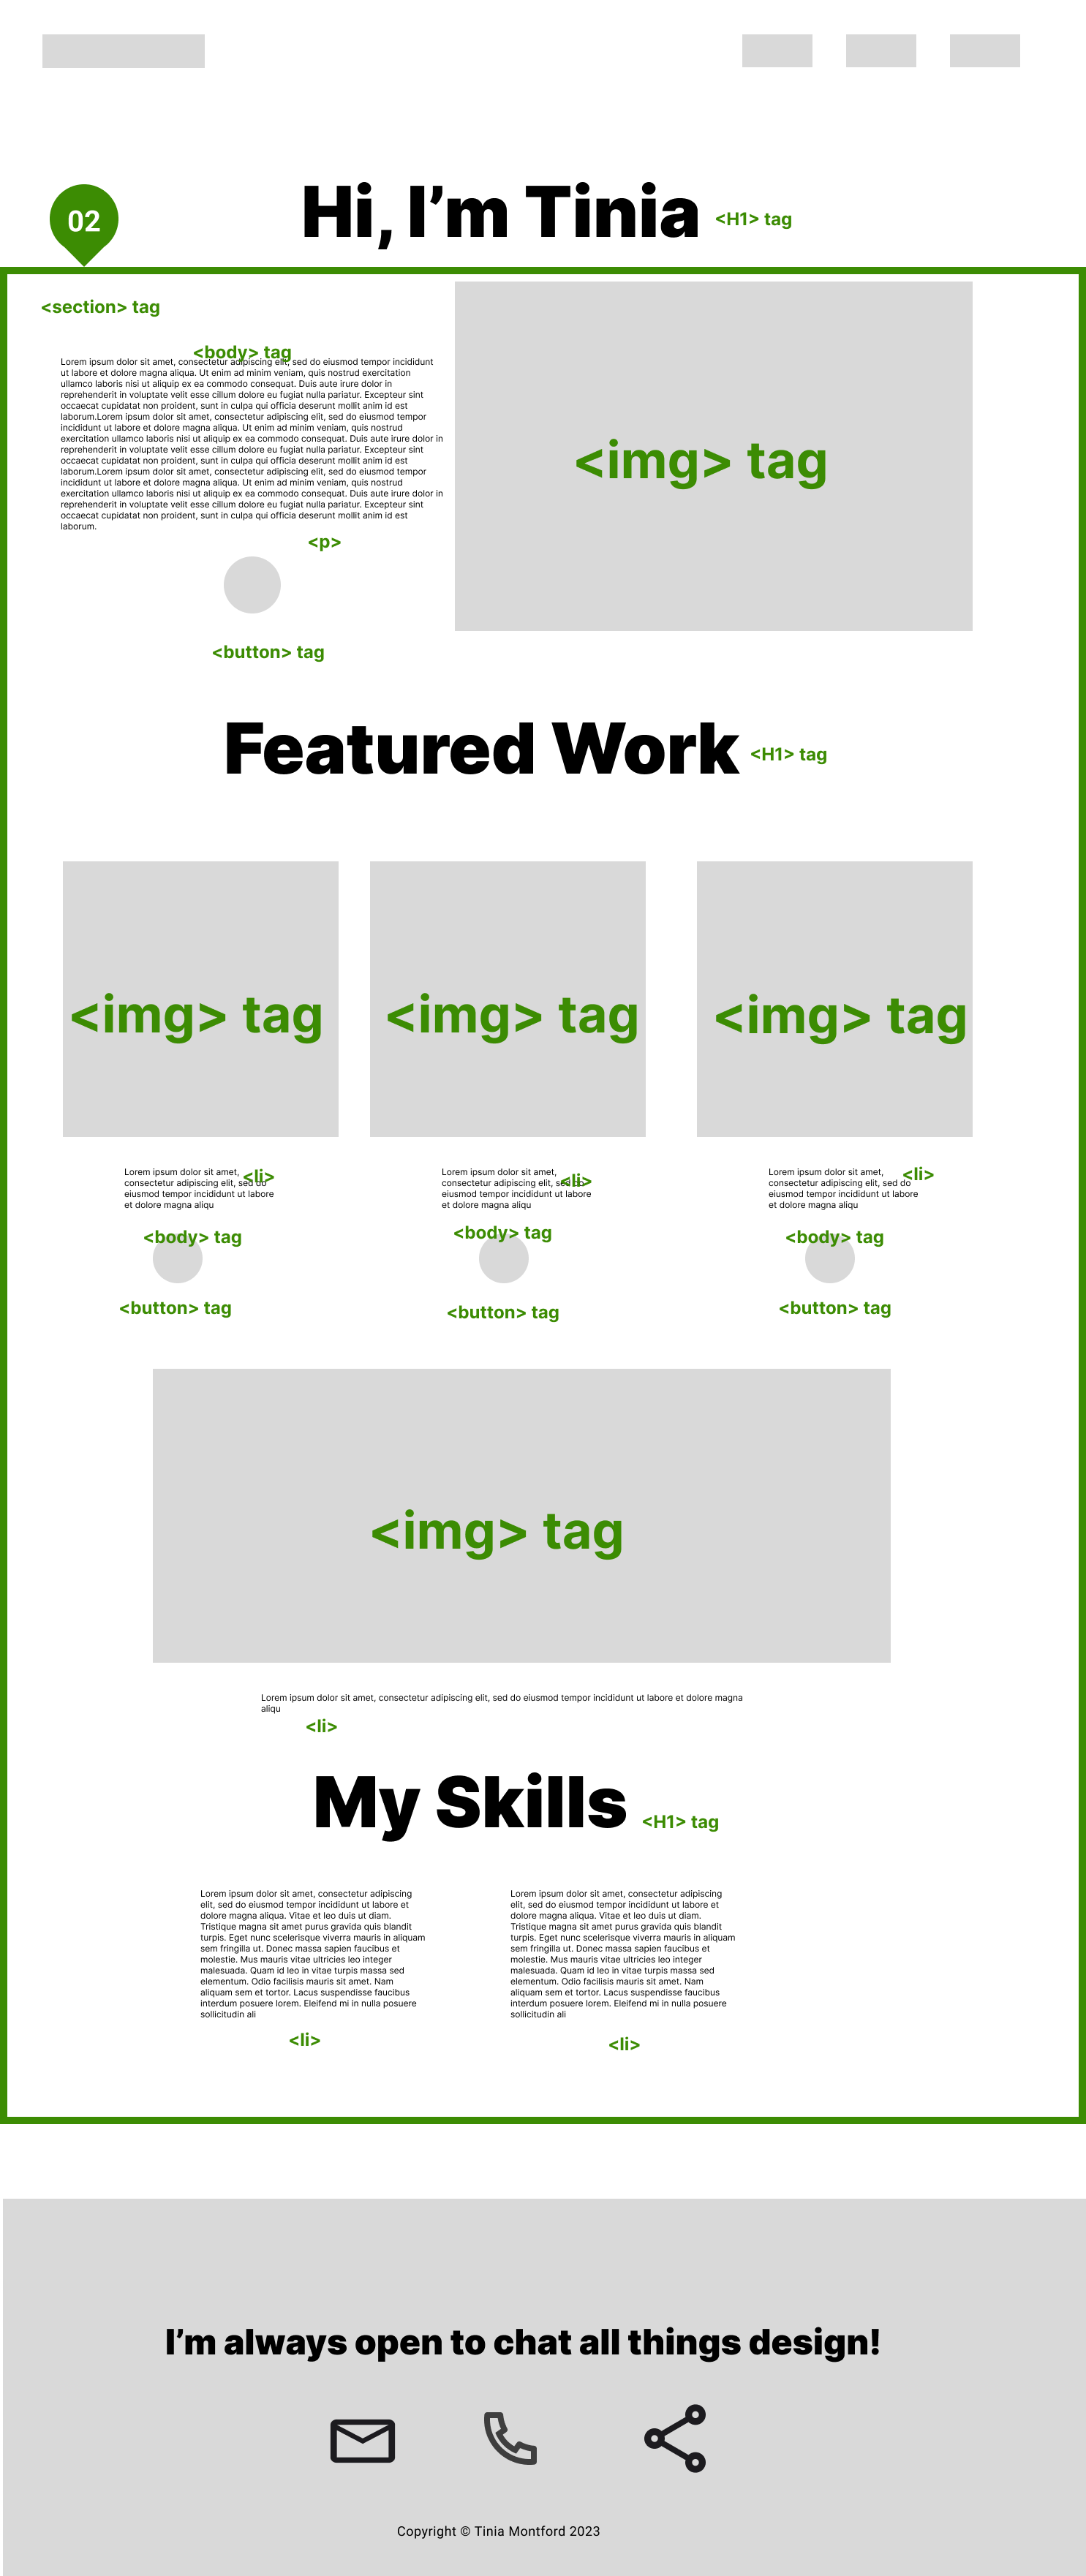 02
Hi, I’m Tinia
<H1> tag
<section> tag
<body> tag
Lorem ipsum dolor sit amet, consectetur adipiscing elit, sed do eiusmod tempor incididunt
ut labore et dolore magna aliqua. Ut enim ad minim veniam, quis nostrud exercitation
ullamco laboris nisi ut aliquip ex ea commodo consequat. Duis aute irure dolor in
reprehenderit in voluptate velit esse cillum dolore eu fugiat nulla pariatur. Excepteur sint
occaecat cupidatat non proident, sunt in culpa qui officia deserunt mollit anim id est
laborum.Lorem ipsum dolor sit amet, consectetur adipiscing elit, sed do eiusmod tempor
incididunt ut labore et dolore magna aliqua. Ut enim ad minim veniam, quis nostrud
exercitation ullamco laboris nisi ut aliquip ex ea commodo consequat. Duis aute irure dolor in
reprehenderit in voluptate velit esse cillum dolore eu fugiat nulla pariatur. Excepteur sint
occaecat cupidatat non proident, sunt in culpa qui officia deserunt mollit anim id est
laborum.Lorem ipsum dolor sit amet, consectetur adipiscing elit, sed do eiusmod tempor
incididunt ut labore et dolore magna aliqua. Ut enim ad minim veniam, quis nostrud
exercitation ullamco laboris nisi ut aliquip ex ea commodo consequat. Duis aute irure dolor in
reprehenderit in voluptate velit esse cillum dolore eu fugiat nulla pariatur. Excepteur sint
occaecat cupidatat non proident, sunt in culpa qui officia deserunt mollit anim id est
laborum.
<p>
<button> tag
<img> tag
Featured Work
<H1> tag
<img> tag
<img> tag
<img> tag
Lorem ipsum dolor sit amet,
consectetur adipiscing elit, sed do
eiusmod tempor incididunt ut labore
et dolore magna aliqu
<li>
<body> tag
<button> tag
Lorem ipsum dolor sit amet,
consectetur adipiscing elit, sed do
eiusmod tempor incididunt ut labore
et dolore magna aliqu
<li>
<body> tag
<button> tag
Lorem ipsum dolor sit amet,
consectetur adipiscing elit, sed do
eiusmod tempor incididunt ut labore
et dolore magna aliqu
<li>
<body> tag
<button> tag
<img> tag
Lorem ipsum dolor sit amet, consectetur adipiscing elit, sed do eiusmod tempor incididunt ut labore et dolore magna
aliqu
<li>
My Skills
<H1> tag
Lorem ipsum dolor sit amet, consectetur adipiscing
elit, sed do eiusmod tempor incididunt ut labore et
dolore magna aliqua. Vitae et leo duis ut diam.
Tristique magna sit amet purus gravida quis blandit
turpis. Eget nunc scelerisque viverra mauris in aliquam
sem fringilla ut. Donec massa sapien faucibus et
molestie. Mus mauris vitae ultricies leo integer
malesuada. Quam id leo in vitae turpis massa sed
elementum. Odio facilisis mauris sit amet. Nam
aliquam sem et tortor. Lacus suspendisse faucibus
interdum posuere lorem. Eleifend mi in nulla posuere
sollicitudin ali
<li>
Lorem ipsum dolor sit amet, consectetur adipiscing
elit, sed do eiusmod tempor incididunt ut labore et
dolore magna aliqua. Vitae et leo duis ut diam.
Tristique magna sit amet purus gravida quis blandit
turpis. Eget nunc scelerisque viverra mauris in aliquam
sem fringilla ut. Donec massa sapien faucibus et
molestie. Mus mauris vitae ultricies leo integer
malesuada. Quam id leo in vitae turpis massa sed
elementum. Odio facilisis mauris sit amet. Nam
aliquam sem et tortor. Lacus suspendisse faucibus
interdum posuere lorem. Eleifend mi in nulla posuere
sollicitudin ali
<li>
I’m always open to chat all things design!
Copyright © Tinia Montford 2023